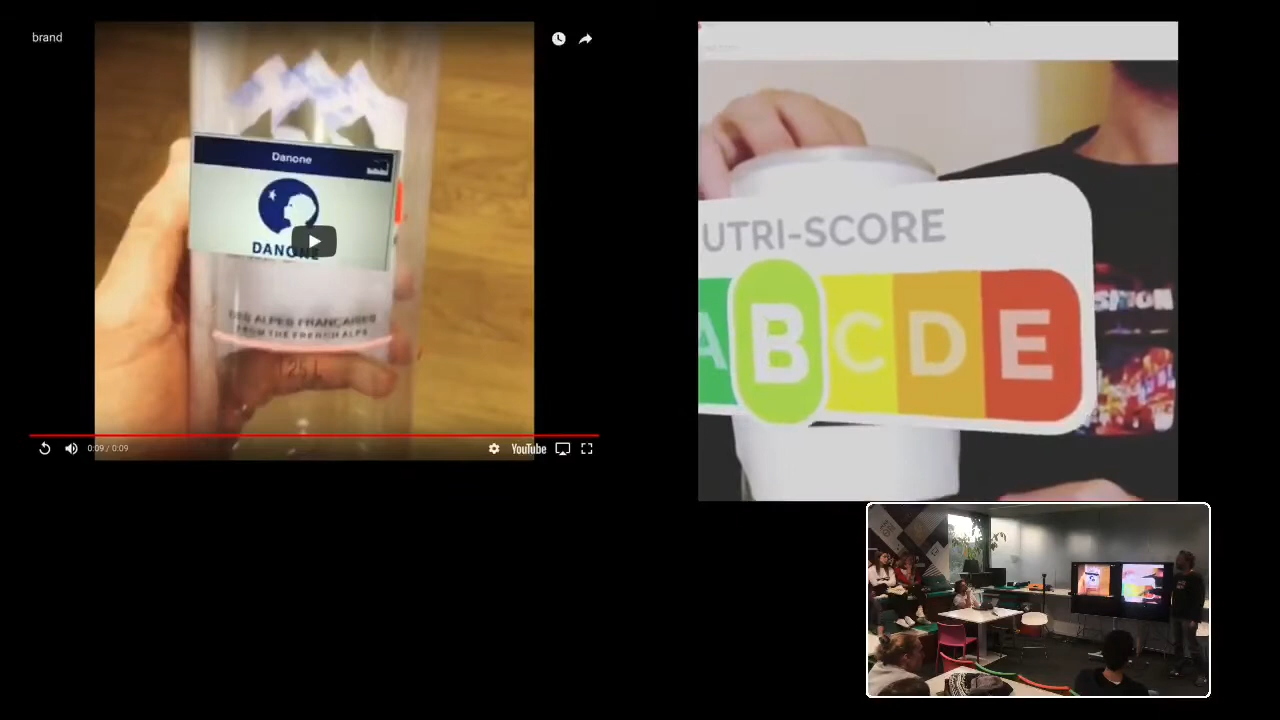 brand
Danone
DANONE
DES ALPES FRANÇAISES
FROM THE FRENCH ALPS
0:09 / 0:09
YouTube
UTRI-SCORE
A B C D E